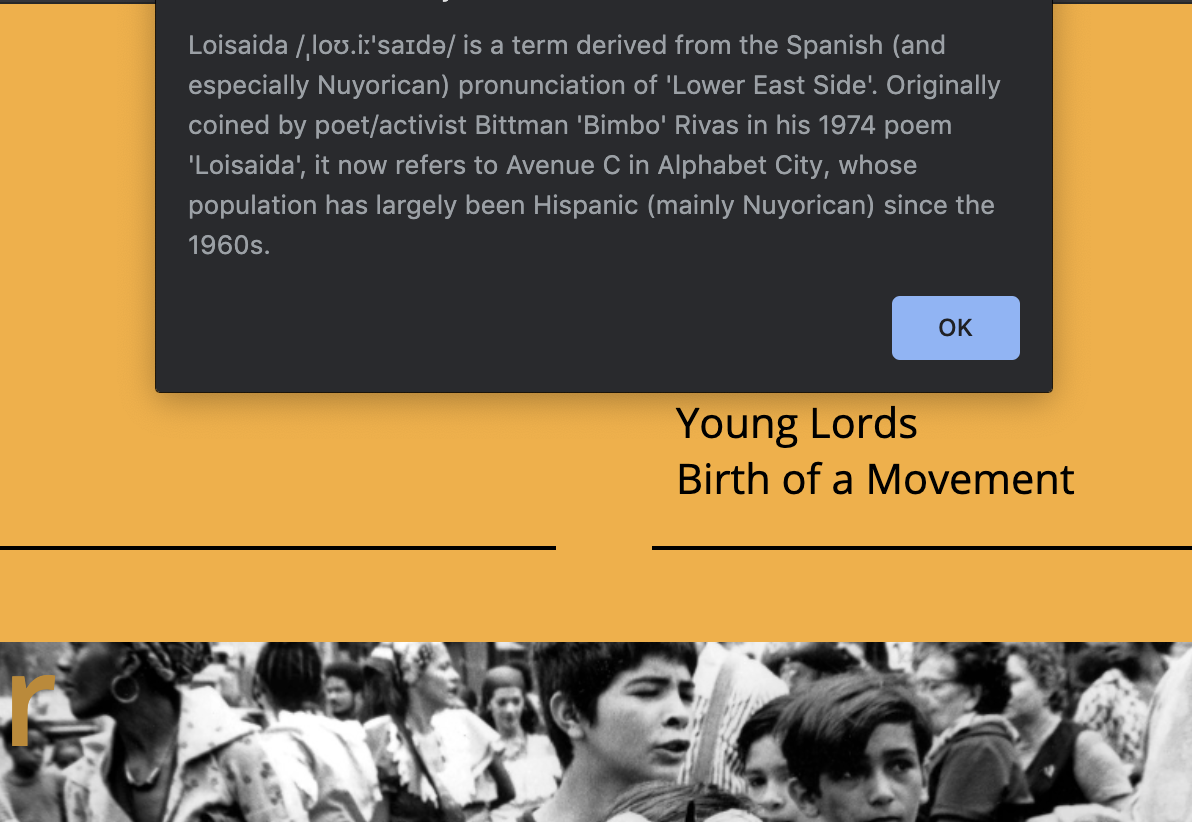 Loisaida /ˌloʊ.iːˈsaɪdə/ is a term derived from the Spanish (and
especially Nuyorican) pronunciation of 'Lower East Side'. Originally
coined by poet/activist Bittman 'Bimbo' Rivas in his 1974 poem
'Loisaida', it now refers to Avenue C in Alphabet City, whose
population has largely been Hispanic (mainly Nuyorican) since the
1960s.
OK
Young Lords
Birth of a Movement
r